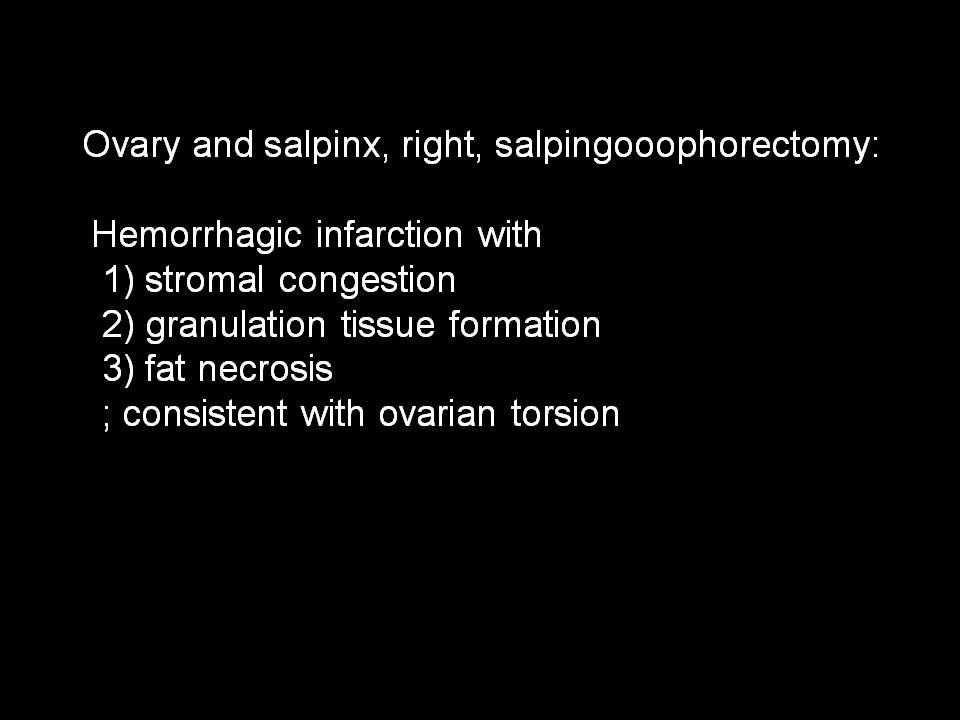 Ovary and salpinx, right, salpingooophorectomy:
Hemorrhagic infarction with
1) stromal congestion
2) granulation tissue formation
3) fat necrosis
; consistent with ovarian torsion